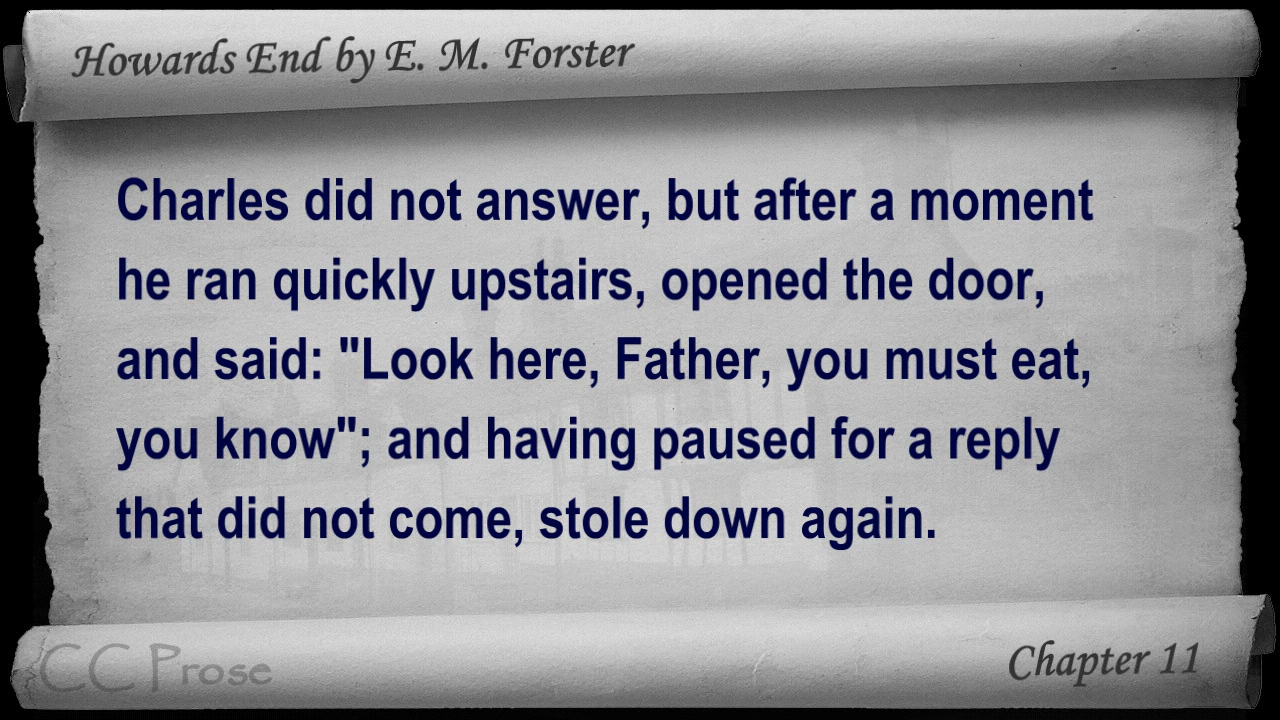 Howards End by E. M. Forster
Charles did not answer, but after a moment
he ran quickly upstairs, opened the door,
and said: "Look here, Father, you must eat,
you know"; and having paused for a reply
that did not come, stole down again.
CC Prose
Chapter 11